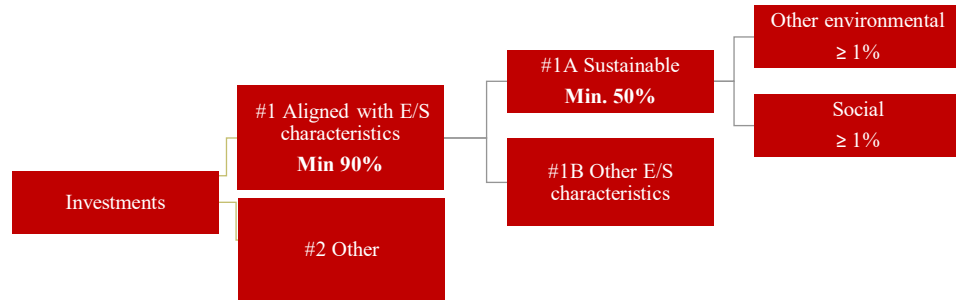 Investments
#1 Aligned with E/S
characteristics
Min 90%
#2 Other
#1A Sustainable
Min. 50%
#1B Other E/S
characteristics
Other environmental
≥ 1%
Social
≥ 1%